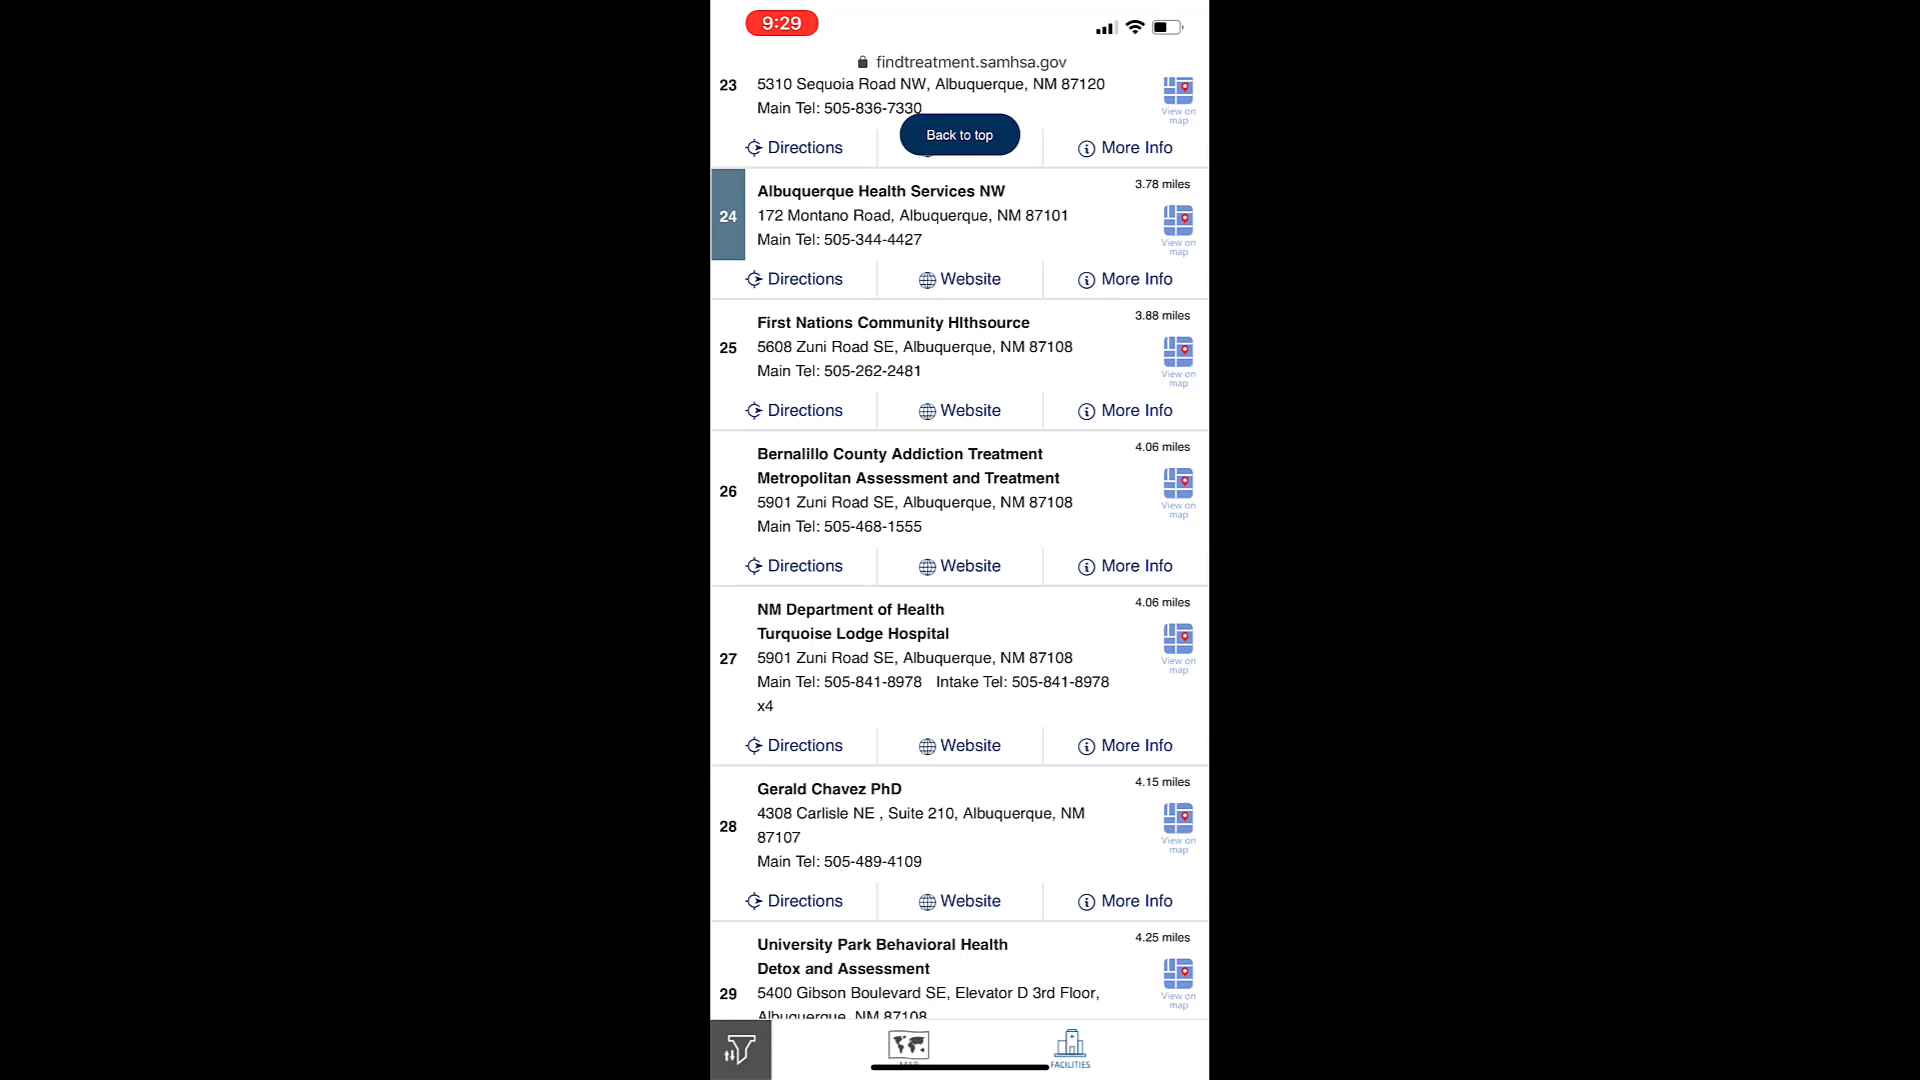 9:29
findtreatment.samhsa.gov
23
5310 Sequoia Road NW, Albuquerque, NM 87120
Main Tel: 505-836-7330
View on
map
Back to top
Directions
More Info
24
Albuquerque Health Services NW
3.78 miles
172 Montano Road, Albuquerque, NM 87101
Main Tel: 505-344-4427
View on
map
Directions
Website
More Info
25
First Nations Community Hlthsource
3.88 miles
5608 Zuni Road SE, Albuquerque, NM 87108
Main Tel: 505-262-2481
View on
map
Directions
Website
More Info
26
Bernalillo County Addiction Treatment
4.06 miles
Metropolitan Assessment and Treatment
5901 Zuni Road SE, Albuquerque, NM 87108
Main Tel: 505-468-1555
View on
map
Directions
Website
More Info
27
NM Department of Health
4.06 miles
Turquoise Lodge Hospital
5901 Zuni Road SE, Albuquerque, NM 87108
Main Tel: 505-841-8978 Intake Tel: 505-841-8978
x4
View on
map
Directions
Website
More Info
28
Gerald Chavez PhD
4.15 miles
4308 Carlisle NE , Suite 210, Albuquerque, NM
87107
Main Tel: 505-489-4109
View on
map
Directions
Website
More Info
29
University Park Behavioral Health
4.25 miles
Detox and Assessment
5400 Gibson Boulevard SE, Elevator D 3rd Floor,
Albuquerque, NM 87108
View on
map
MAP
FACILITIES